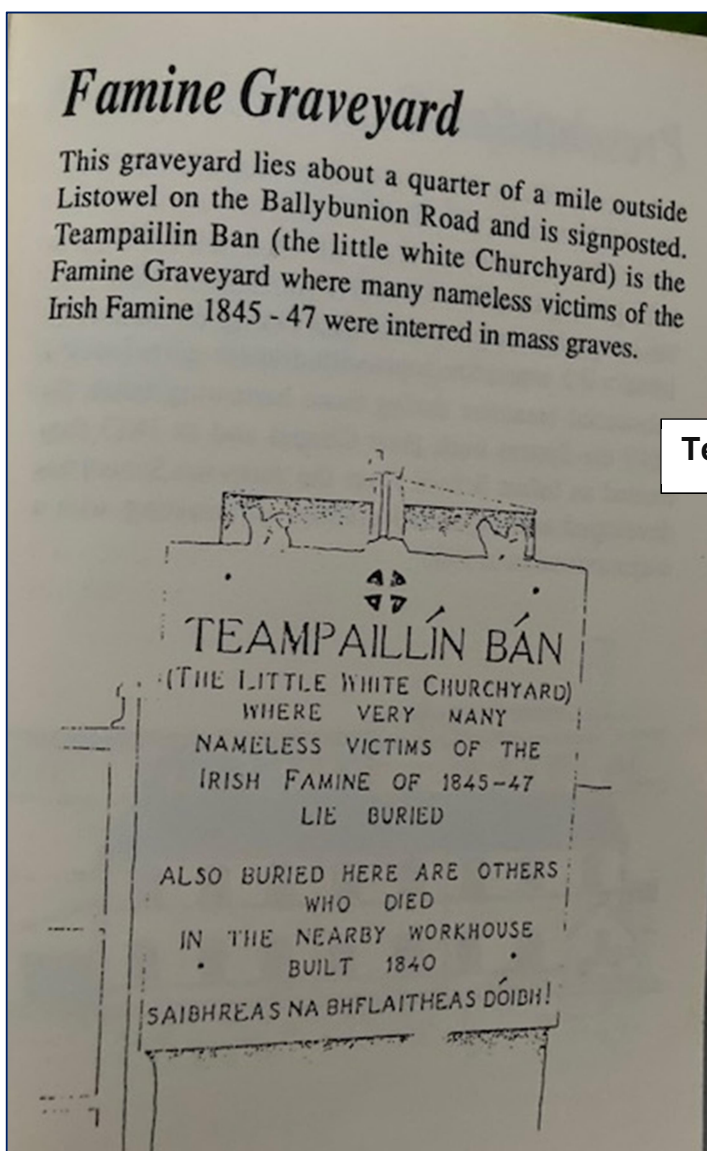 Famine Graveyard
This graveyard lies about a quarter of a mile outside
Listowel on the Ballybunion Road and is signposted.
Teampaillin Ban (the little white Churchyard) is the
Famine Graveyard where many nameless victims of the
Irish Famine 1845 - 47 were interred in mass graves.
Te
TEAMPAILLÍN BÁN
(THE LITTLE WHITE CHURCHYARD)
WHERE VERY MANY
NAMELESS VICTIMS OF THE
IRISH FAMINE OF 1845-47
LIE BURIED
ALSO BURIED HERE ARE OTHERS
WHO DIED
IN THE NEARBY WORKHOUSE
BUILT 1840
SAIBHREAS NA BHFLAITHEAS DÓIBH!